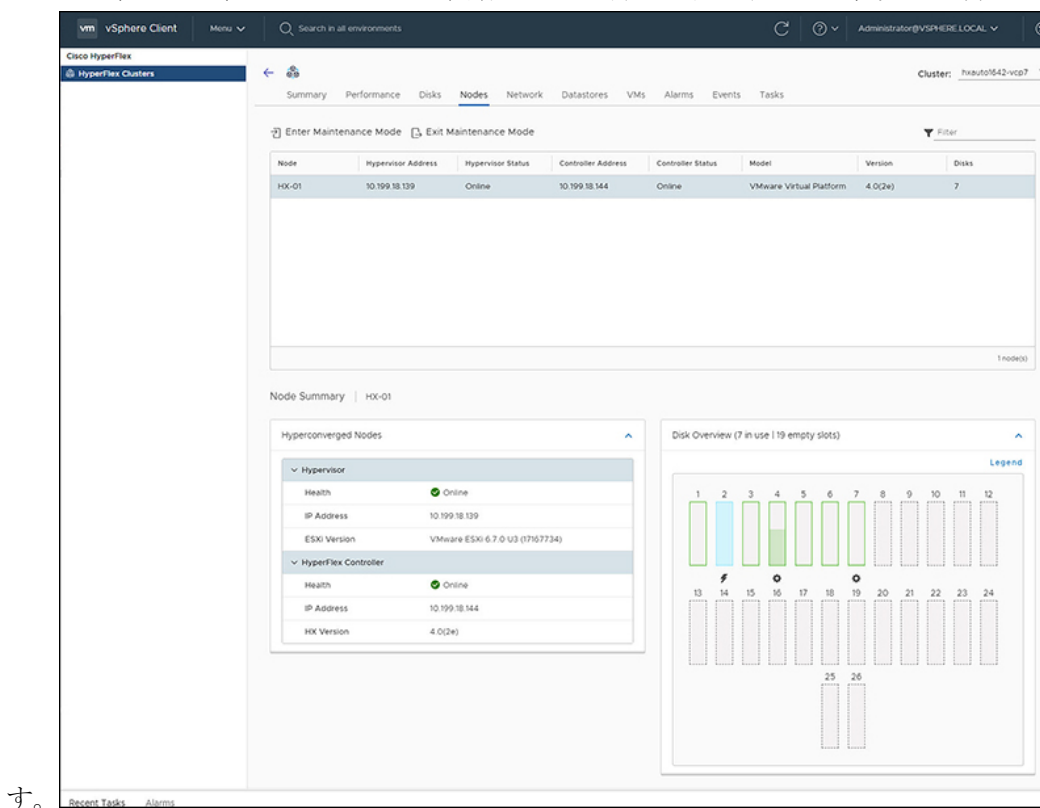 vm vSphere Client Menu Search in all environments Administrator@VSPHERE.LOCAL
Cisco HyperFlex
HyperFlex Clusters
Cluster: hxauto1642-vcp7
Summary Performance Disks Nodes Network Datastores VMs Alarms Events Tasks
Enter Maintenance Mode Exit Maintenance Mode Filter
Node Hypervisor Address Hypervisor Status Controller Address Controller Status Model Version Disks
HX-01 10.199.18.139 Online 10.199.18.144 Online VMware Virtual Platform 4.0(2e) 7
1 node(s)
Node Summary | HX-01
Hyperconverged Nodes
Hypervisor
Health Online
IP Address 10.199.18.139
ESXi Version VMware ESXi 6.7.0 U3 (17167734)
HyperFlex Controller
Health Online
IP Address 10.199.18.144
HX Version 4.0(2e)
Disk Overview (7 in use | 19 empty slots)
Legend
1 2 3 4 5 6 7 8 9 10 11 12
13 14 15 16 17 18 19 20 21 22 23 24
25 26
す。
Recent Tasks Alarms